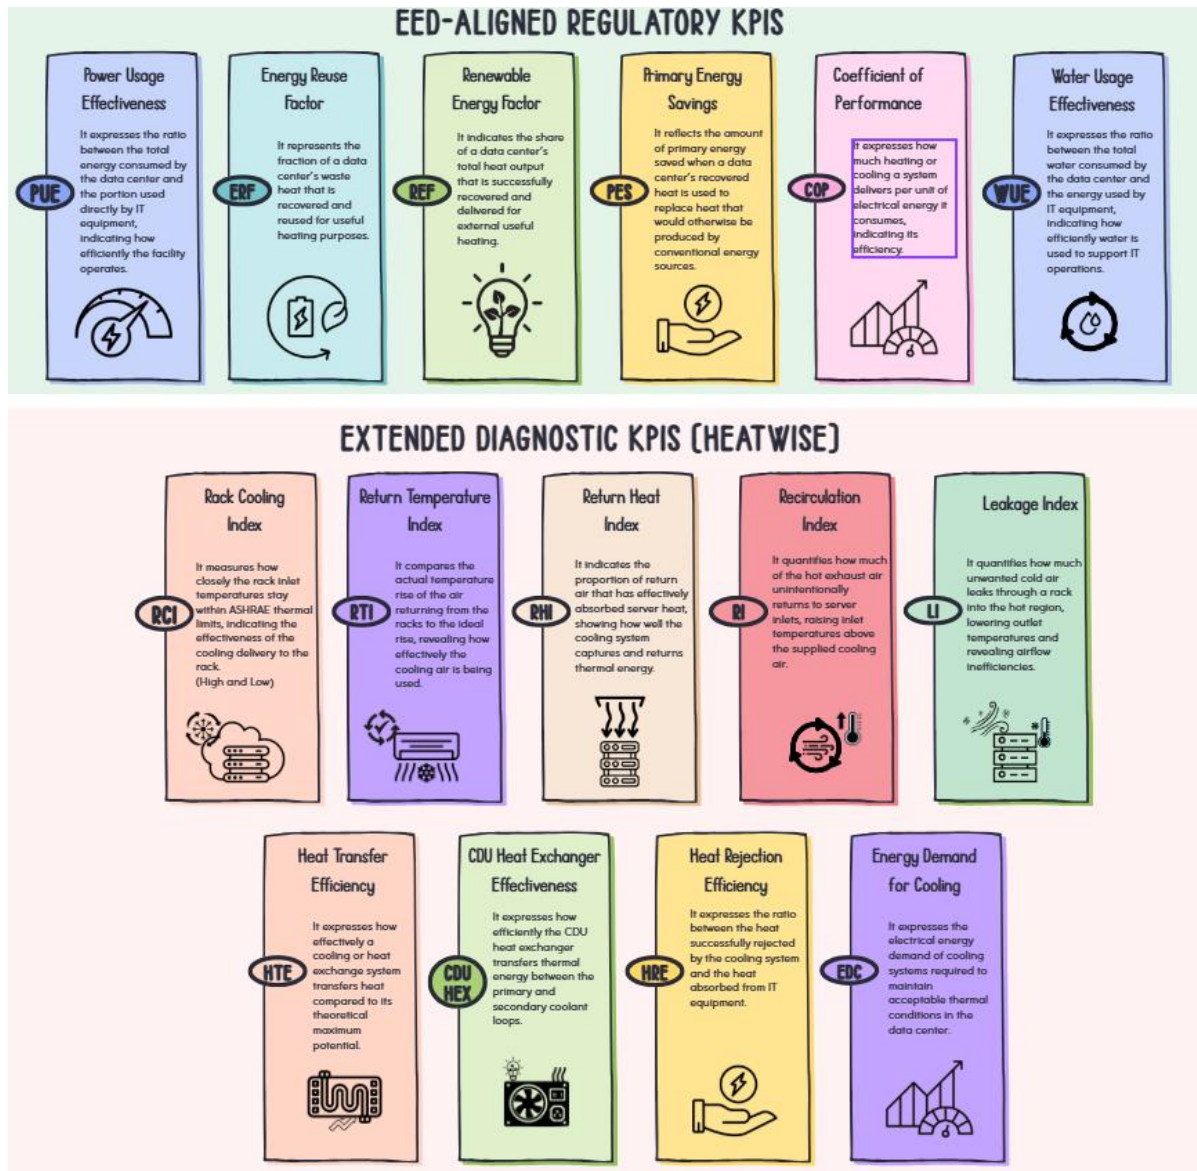 EED-ALIGNED REGULATORY KPIS
Power Usage
Effectiveness
It expresses the ratio
between the total
energy consumed by
the data center and
the portion used
directly by IT
equipment,
indicating how
efficiently the facility
operates.
PUE
Energy Reuse
Factor
It represents the
fraction of a data
center's waste
heat that is
recovered and
reused for useful
heating purposes.
ERF
Renewable
Energy Factor
It indicates the share
of a data center's
total heat output
that is successfully
recovered and
delivered for
external useful
heating.
REF
Primary Energy
Savings
It reflects the amount
of primary energy
saved when a data
center's recovered
heat is used to
replace heat that
would otherwise be
produced by
conventional energy
sources.
PES
Coefficient of
Performance
It expresses how
much heating or
cooling a system
delivers per unit of
electrical energy it
consumes,
indicating its
efficiency.
COP
Water Usage
Effectiveness
It expresses the ratio
between the total
water consumed by
the data center and
the energy used by
IT equipment,
indicating how
efficiently water is
used to support IT
operations.
WUE
EXTENDED DIAGNOSTIC KPIS (HEATWISE)
Rack Cooling
Index
It measures how
closely the rack inlet
temperatures stay
within ASHRAE thermal
limits, indicating the
effectiveness of the
cooling delivery to the
rack.
(High and Low)
RCI
Return Temperature
Index
It compares the
actual temperature
rise of the air
returning from the
racks to the ideal
rise, revealing how
effectively the
cooling air is being
used.
RTI
Return Heat
Index
It indicates the
proportion of return
air that has effectively
absorbed server heat,
showing how well the
cooling system
captures and returns
thermal energy.
RHI
Recirculation
Index
It quantifies how much
of the hot exhaust air
unintentionally
returns to server
inlets, raising inlet
temperatures above
the supplied cooling
air.
RI
Leakage Index
It quantifies how much
unwanted cold air
leaks through a rack
into the hot region,
lowering outlet
temperatures and
revealing airflow
inefficiencies.
LI
Heat Transfer
Efficiency
It expresses how
effectively a
cooling or heat
exchange system
transfers heat
compared to its
theoretical
maximum
potential.
HTE
CDU Heat Exchanger
Effectiveness
It expresses how
efficiently the CDU
heat exchanger
transfers thermal
energy between the
primary and
secondary coolant
loops.
CDU
HEX
Heat Rejection
Efficiency
It expresses the ratio
between the heat
successfully rejected
by the cooling system
and the heat
absorbed from IT
equipment.
HRE
Energy Demand
for Cooling
It expresses the
electrical energy
demand of cooling
systems required to
maintain
acceptable thermal
conditions in the
data center.
EDC